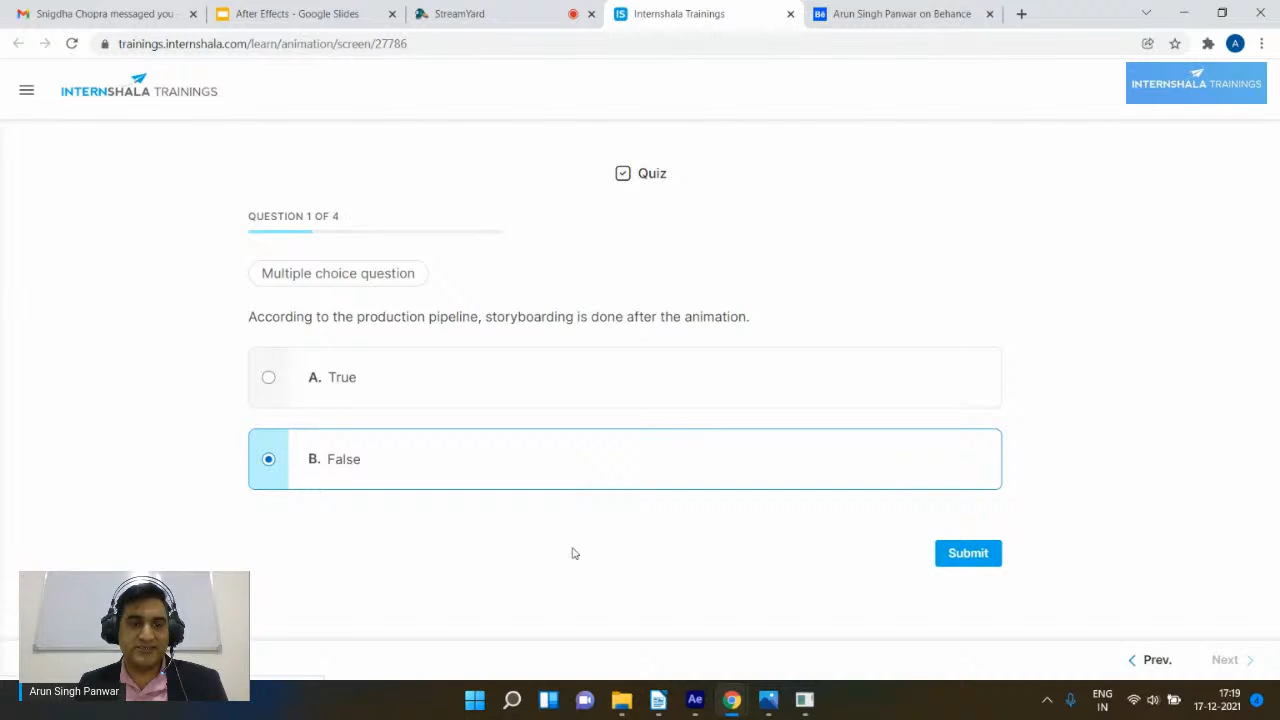 Snigdha Chopra messaged you
After Effects - Google Slides
StreamYard
Internshala Trainings
Arun Singh Panwar on Behance
trainings.internshala.com/learn/animation/screen/27786
A
INTERNSHALA TRAININGS
INTERNSHALA TRAININGS
Quiz
QUESTION 1 OF 4
Multiple choice question
According to the production pipeline, storyboarding is done after the animation.
A. True
B. False
Submit
Prev.
Next
Arun Singh Panwar
Ae
ENG
IN
17:19
17-12-2021
4